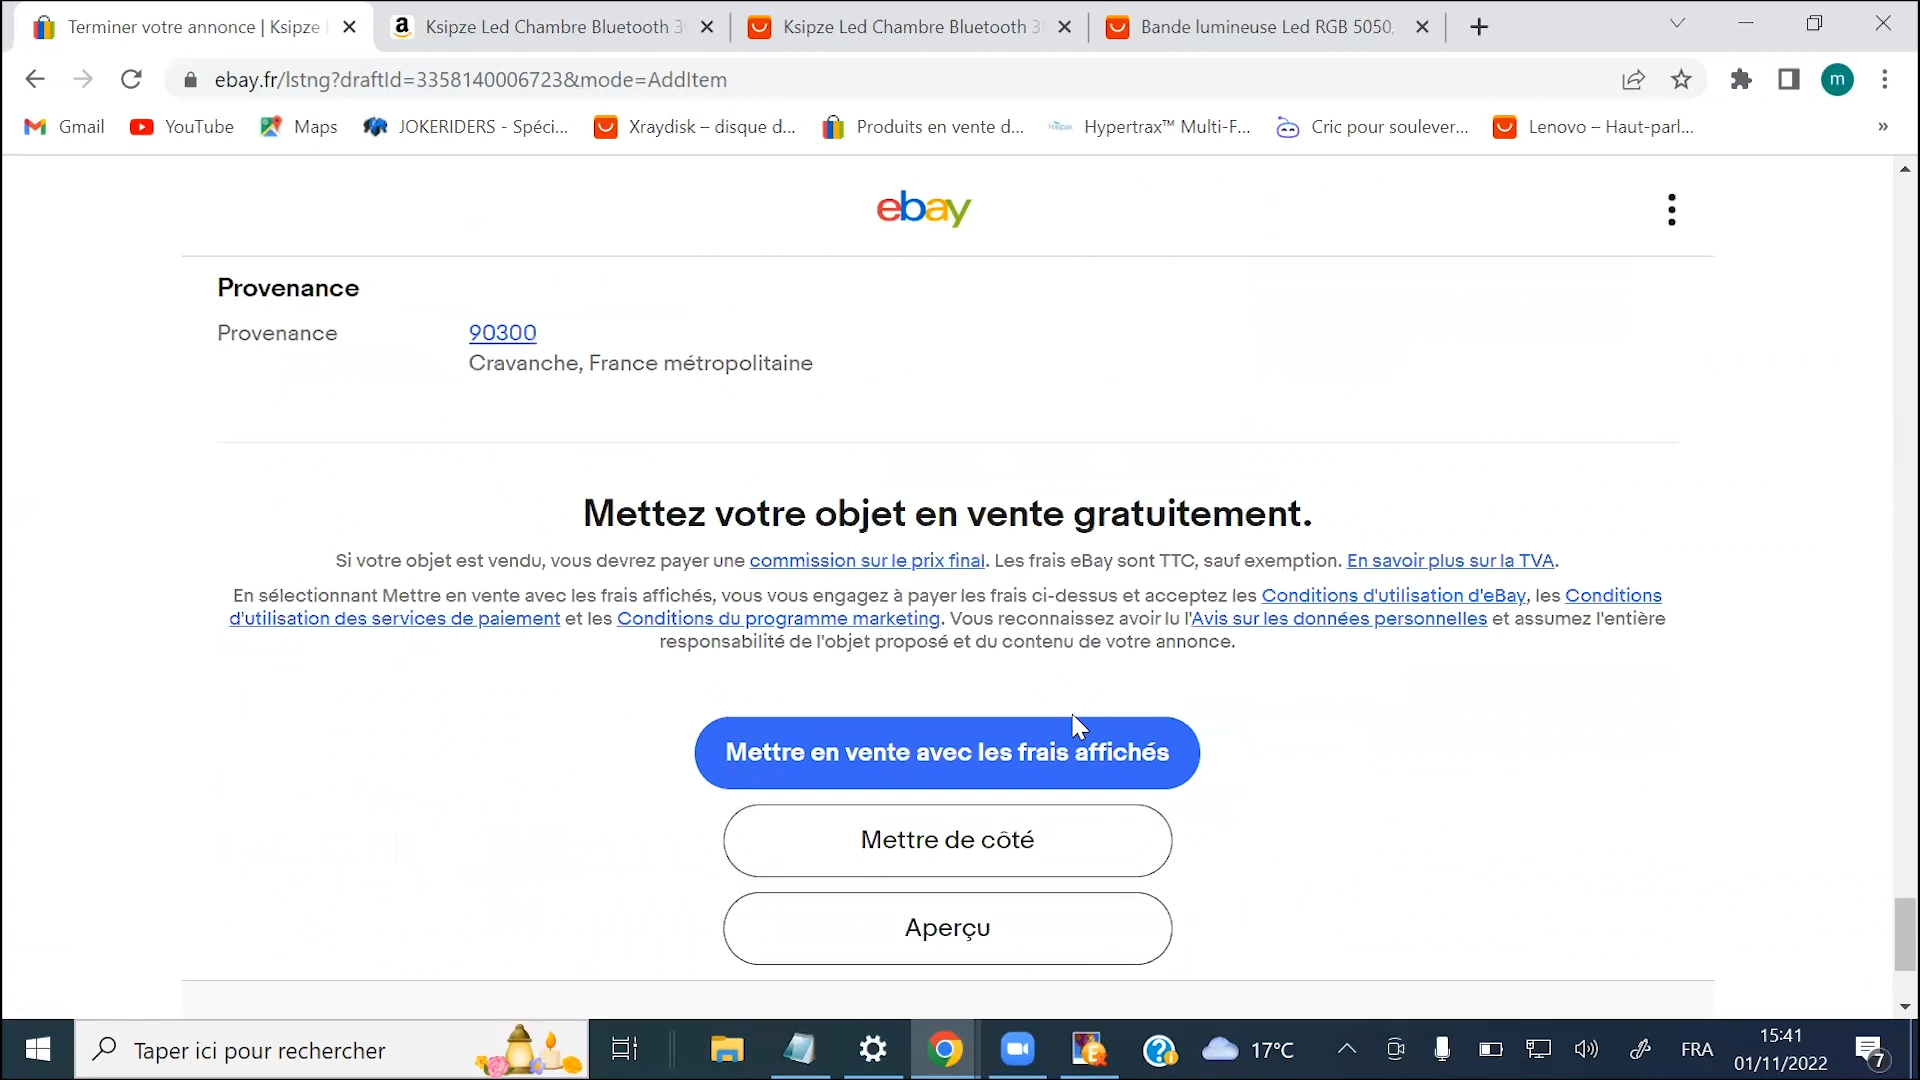 Terminer votre annonce | Ksipze
Ksipze Led Chambre Bluetooth 3
Ksipze Led Chambre Bluetooth 3
Bande lumineuse Led RGB 5050,
ebay.fr/lstng?draftId=3358140006723&mode=AddItem
m
Gmail
YouTube
Maps
JOKERIDERS - Spéci...
Xraydisk – disque d...
Produits en vente d...
Hypertrax™ Multi-F...
Cric pour soulever...
Lenovo – Haut-parl...
»
ebay
Provenance
Provenance
90300
Cravanche, France métropolitaine
Mettez votre objet en vente gratuitement.
Si votre objet est vendu, vous devrez payer une commission sur le prix final. Les frais eBay sont TTC, sauf exemption. En savoir plus sur la TVA.
En sélectionnant Mettre en vente avec les frais affichés, vous vous engagez à payer les frais ci-dessus et acceptez les Conditions d'utilisation d'eBay, les Conditions
d'utilisation des services de paiement et les Conditions du programme marketing. Vous reconnaissez avoir lu l'Avis sur les données personnelles et assumez l'entière
responsabilité de l'objet proposé et du contenu de votre annonce.
Mettre en vente avec les frais affichés
Mettre de côté
Aperçu
Taper ici pour rechercher
17°C
FRA
15:41
01/11/2022
7